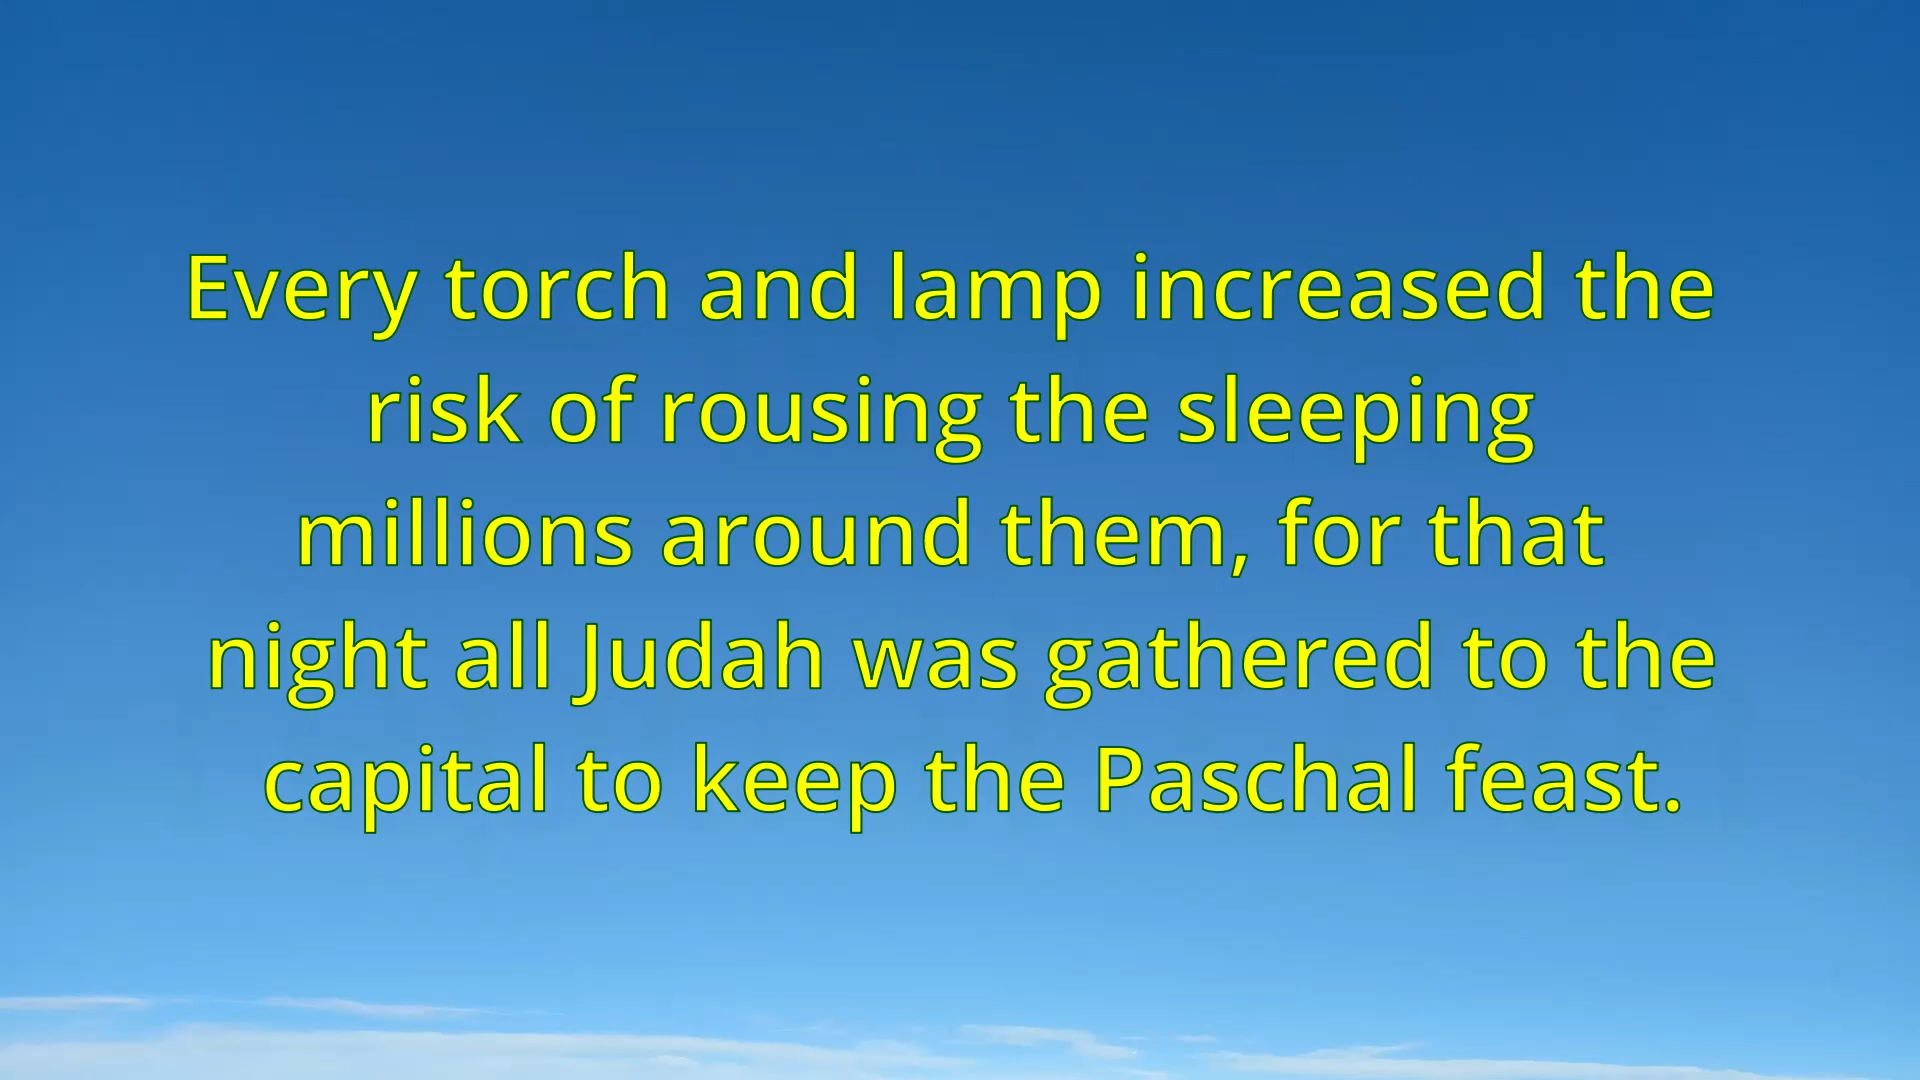 Every torch and lamp increased the
risk of rousing the sleeping
millions around them, for that
night all Judah was gathered to the
capital to keep the Paschal feast.